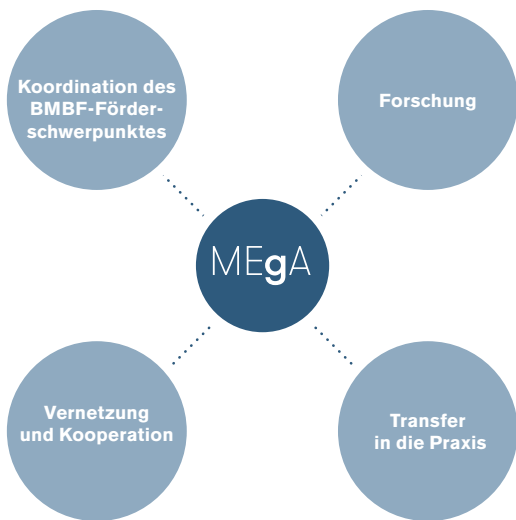 Koordination des
BMBF-Förder-
schwerpunktes
Forschung
MEgA
Vernetzung
und Kooperation
Transfer
in die Praxis